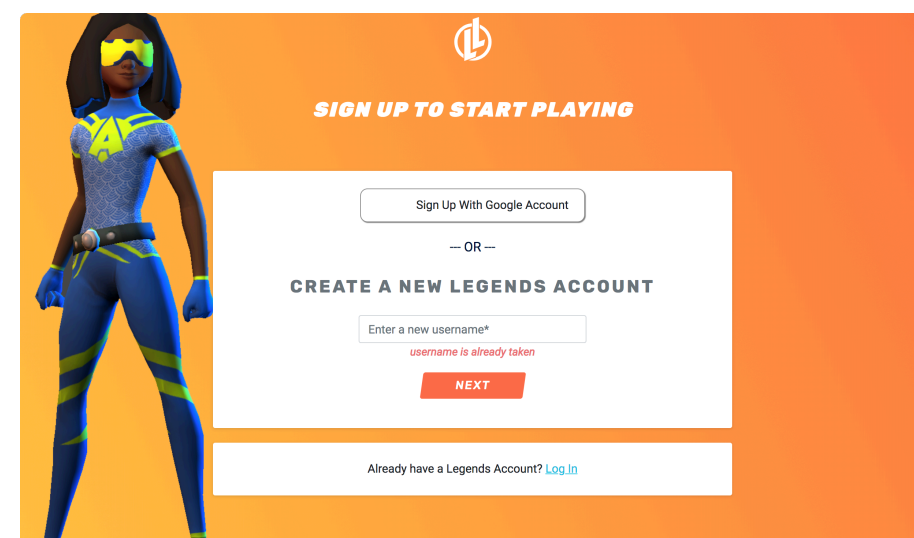 SIGN UP TO START PLAYING
Sign Up With Google Account
--- OR ---
CREATE A NEW LEGENDS ACCOUNT
Enter a new username*
username is already taken
NEXT
Already have a Legends Account? Log In